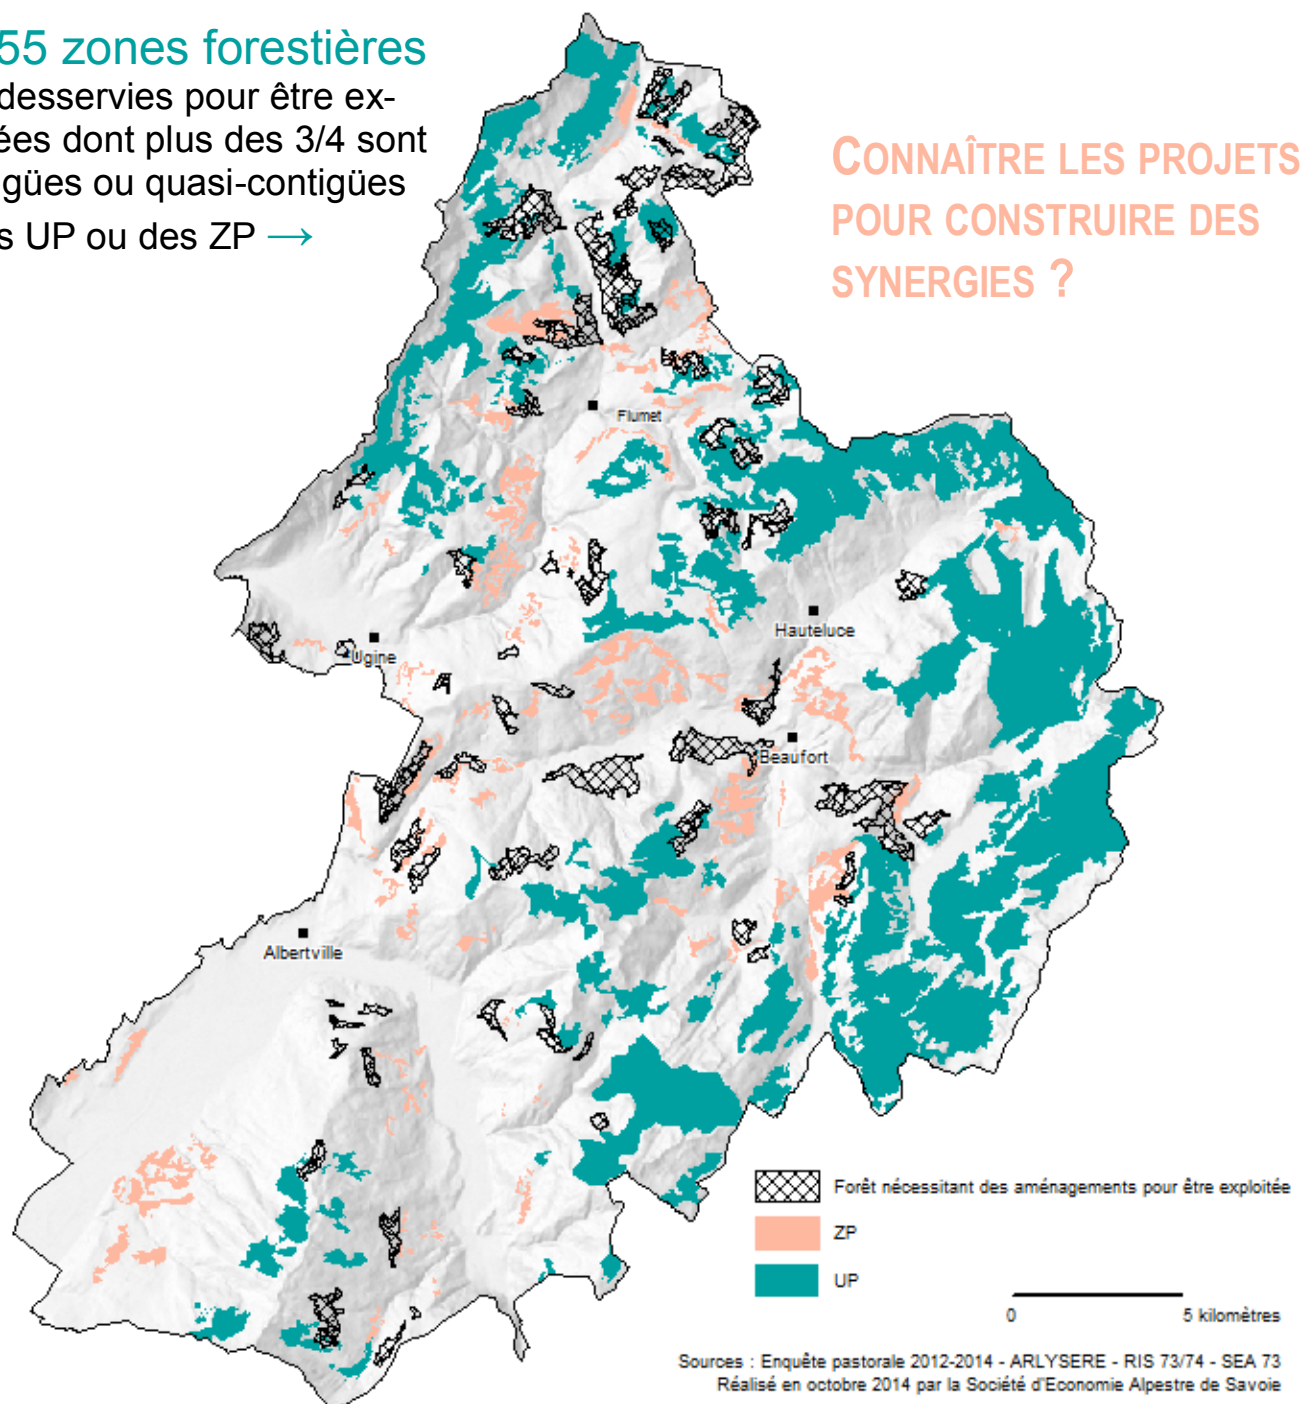 55 zones forestières
desservies pour être ex-
ées dont plus des 3/4 sont
igües ou quasi-contigües
s UP ou des ZP →
CONNAÎTRE LES PROJETS
POUR CONSTRUIRE DES
SYNERGIES ?
Flumet
Hauteluce
Ugine
Beaufort
Albertville
Forêt nécessitant des aménagements pour être exploitée
ZP
UP
0 5 kilomètres
Sources : Enquête pastorale 2012-2014 - ARLYSERE - RIS 73/74 - SEA 73
Réalisé en octobre 2014 par la Société d'Economie Alpestre de Savoie